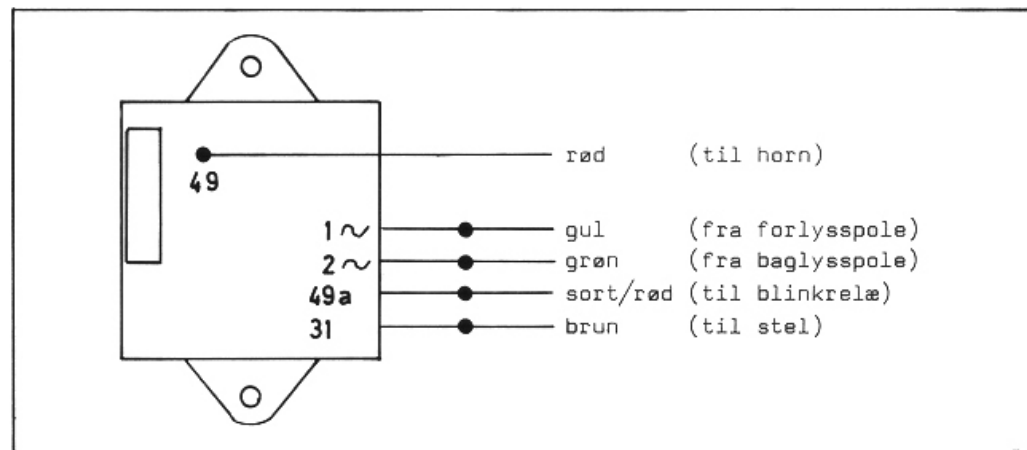 49 rød (til horn)
1~ gul (fra forlysspole)
2~ grøn (fra baglysspole)
49a sort/rød (til blinkrelæ)
31 brun (til stel)